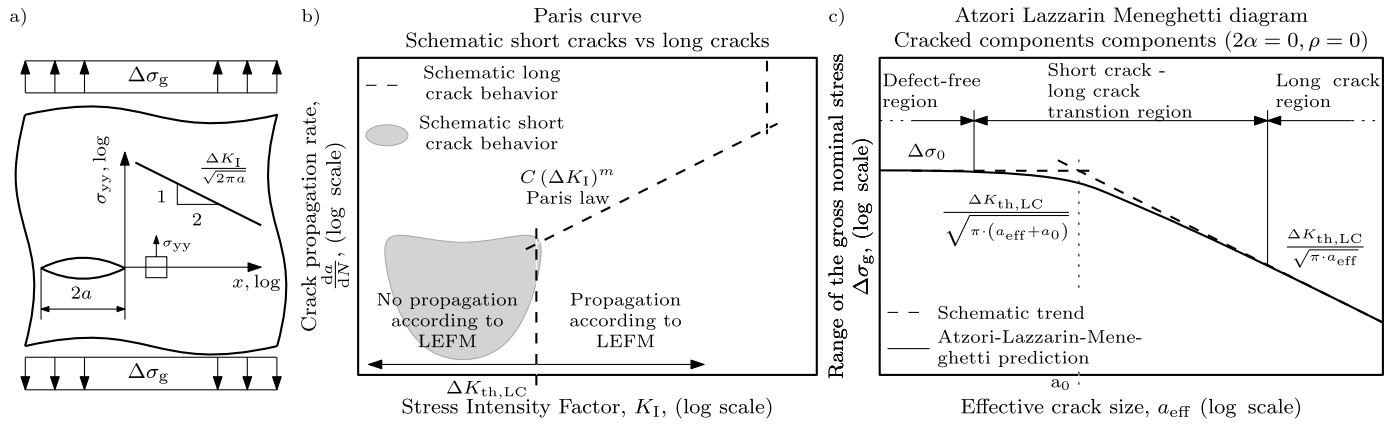 a)
Δσg
σyy, log
ΔKI / √2πa
1
2
σyy
x, log
2a
Δσg
b)
Paris curve
Schematic short cracks vs long cracks
Crack propagation rate,
da/dN, (log scale)
Schematic long
crack behavior
Schematic short
crack behavior
C (ΔKI)^m
Paris law
No propagation
according to
LEFM
Propagation
according to
LEFM
ΔKth,LC
Stress Intensity Factor, KI, (log scale)
c)
Atzori Lazzarin Meneghetti diagram
Cracked components components (2α = 0, ρ = 0)
Range of the gross nominal stress
Δσg, (log scale)
Defect-free
region
Short crack -
long crack
transtion region
Long crack
region
Δσ0
ΔKth,LC / √π·(aeff+a0)
ΔKth,LC / √π·aeff
Schematic trend
Atzori-Lazzarin-Mene-
ghetti prediction
a0
Effective crack size, aeff (log scale)